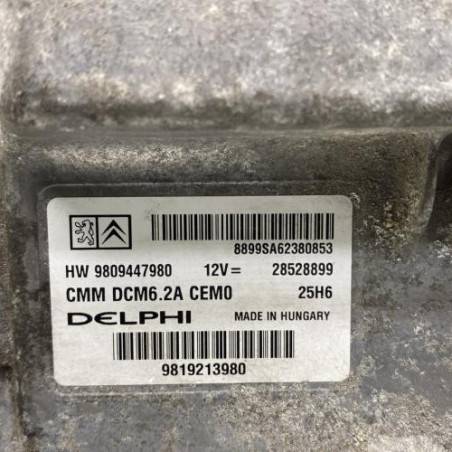 8899SA62380853
HW 9809447980 12V= 28528899
CMM DCM6.2A CEM0 25H6
DELPHI MADE IN HUNGARY
9819213980